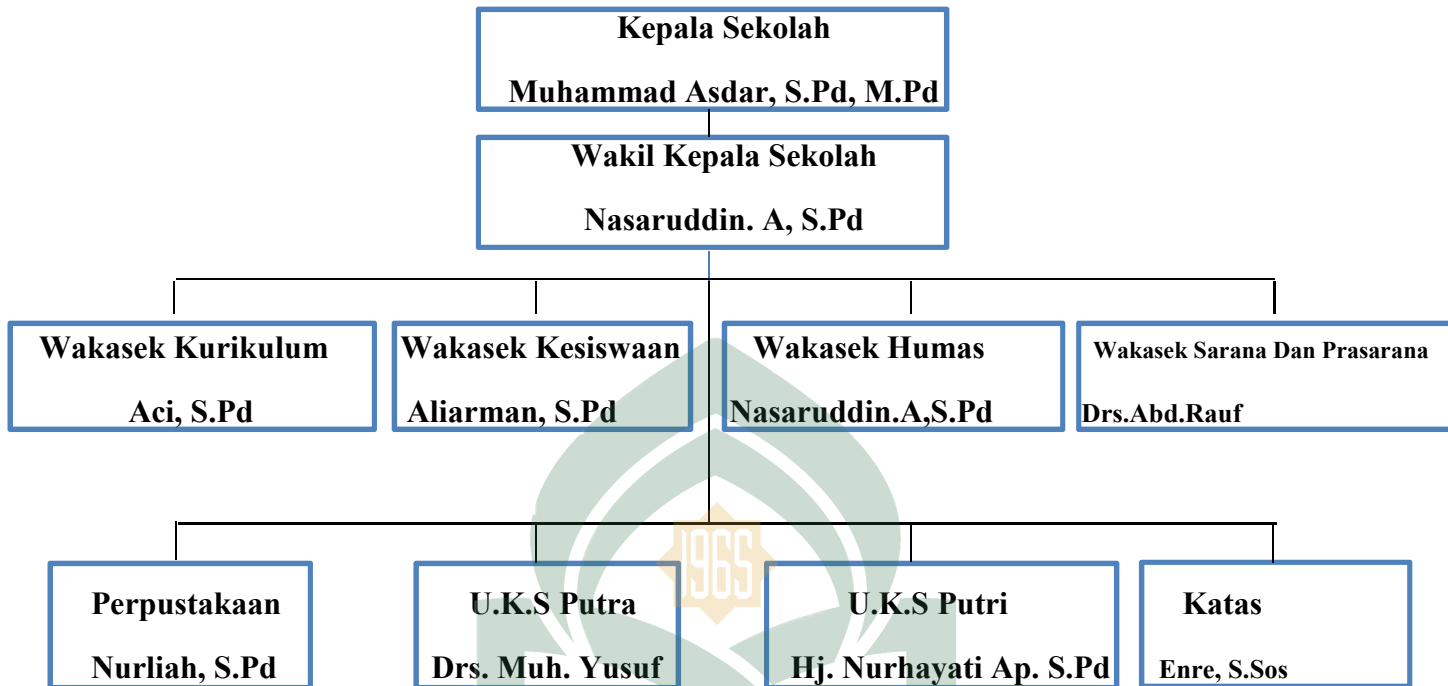 Kepala Sekolah
Muhammad Asdar, S.Pd, M.Pd
Wakil Kepala Sekolah
Nasaruddin. A, S.Pd
Wakasek Kurikulum
Aci, S.Pd
Wakasek Kesiswaan
Aliarman, S.Pd
Wakasek Humas
Nasaruddin.A,S.Pd
Wakasek Sarana Dan Prasarana
Drs.Abd.Rauf
1965
Perpustakaan
Nurliah, S.Pd
U.K.S Putra
Drs. Muh. Yusuf
U.K.S Putri
Hj. Nurhayati Ap. S.Pd
Katas
Enre, S.Sos